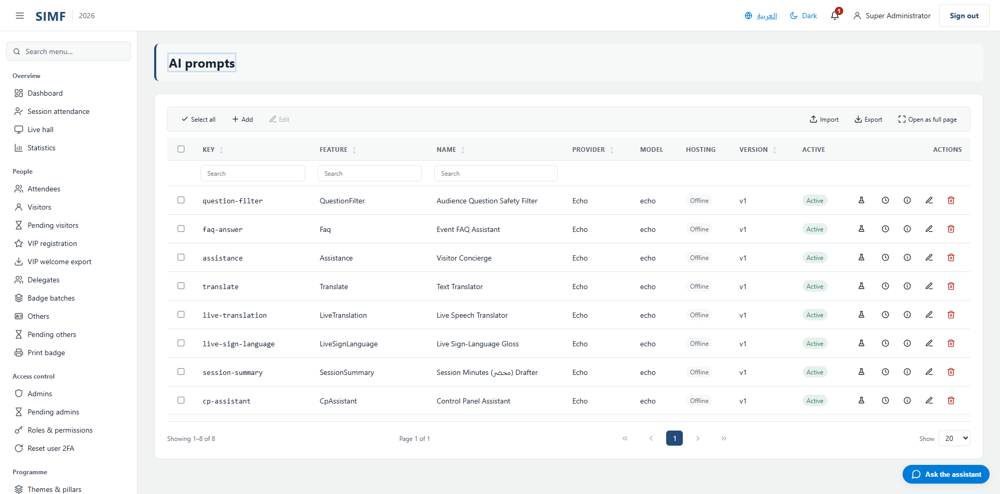 SIMF 2026
العربية
Dark
1
Super Administrator
Sign out
Search menu...
Overview
Dashboard
Session attendance
Live hall
Statistics
People
Attendees
Visitors
Pending visitors
VIP registration
VIP welcome export
Delegates
Badge batches
Others
Pending others
Print badge
Access control
Admins
Pending admins
Roles & permissions
Reset user 2FA
Programme
Themes & pillars
AI prompts
Select all Add Edit Import Export Open as full page
KEY FEATURE NAME PROVIDER MODEL HOSTING VERSION ACTIVE ACTIONS
Search Search Search
question-filter QuestionFilter Audience Question Safety Filter Echo echo Offline v1 Active
faq-answer Faq Event FAQ Assistant Echo echo Offline v1 Active
assistance Assistance Visitor Concierge Echo echo Offline v1 Active
translate Translate Text Translator Echo echo Offline v1 Active
live-translation LiveTranslation Live Speech Translator Echo echo Offline v1 Active
live-sign-language LiveSignLanguage Live Sign-Language Gloss Echo echo Offline v1 Active
session-summary SessionSummary Session Minutes (محضر) Drafter Echo echo Offline v1 Active
cp-assistant CpAssistant Control Panel Assistant Echo echo Offline v1 Active
Showing 1–8 of 8 Page 1 of 1 « ‹ 1 › » Show 20
Ask the assistant